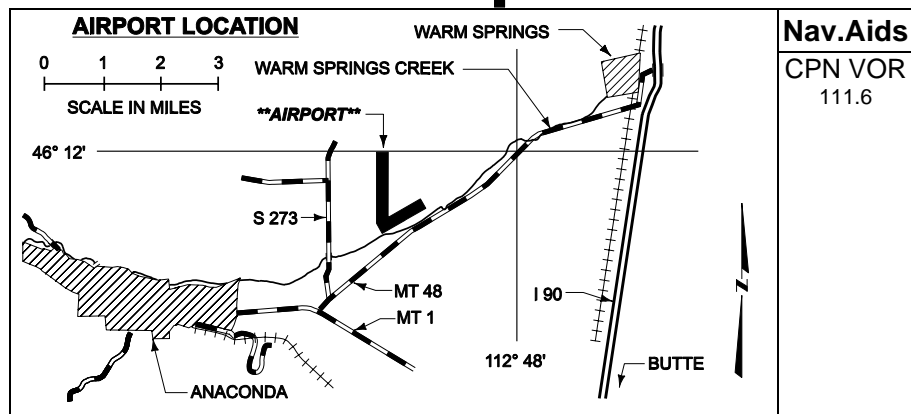 AIRPORT LOCATION
0 1 2 3
SCALE IN MILES
WARM SPRINGS
WARM SPRINGS CREEK
**AIRPORT**
46° 12'
S 273
MT 48
MT 1
I 90
112° 48'
BUTTE
ANACONDA
N
Nav.Aids
CPN VOR
111.6